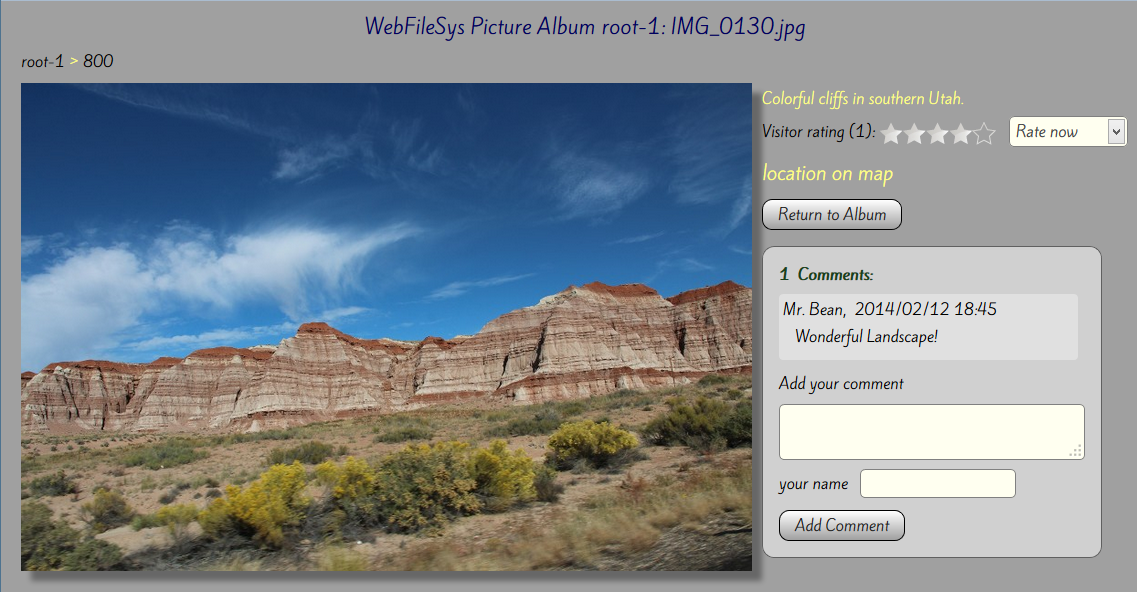 WebFileSys Picture Album root-1: IMG_0130.jpg
root-1 > 800
Colorful cliffs in southern Utah.
Visitor rating (1): Rate now
location on map
Return to Album
1 Comments:
Mr. Bean, 2014/02/12 18:45
Wonderful Landscape!
Add your comment
your name
Add Comment